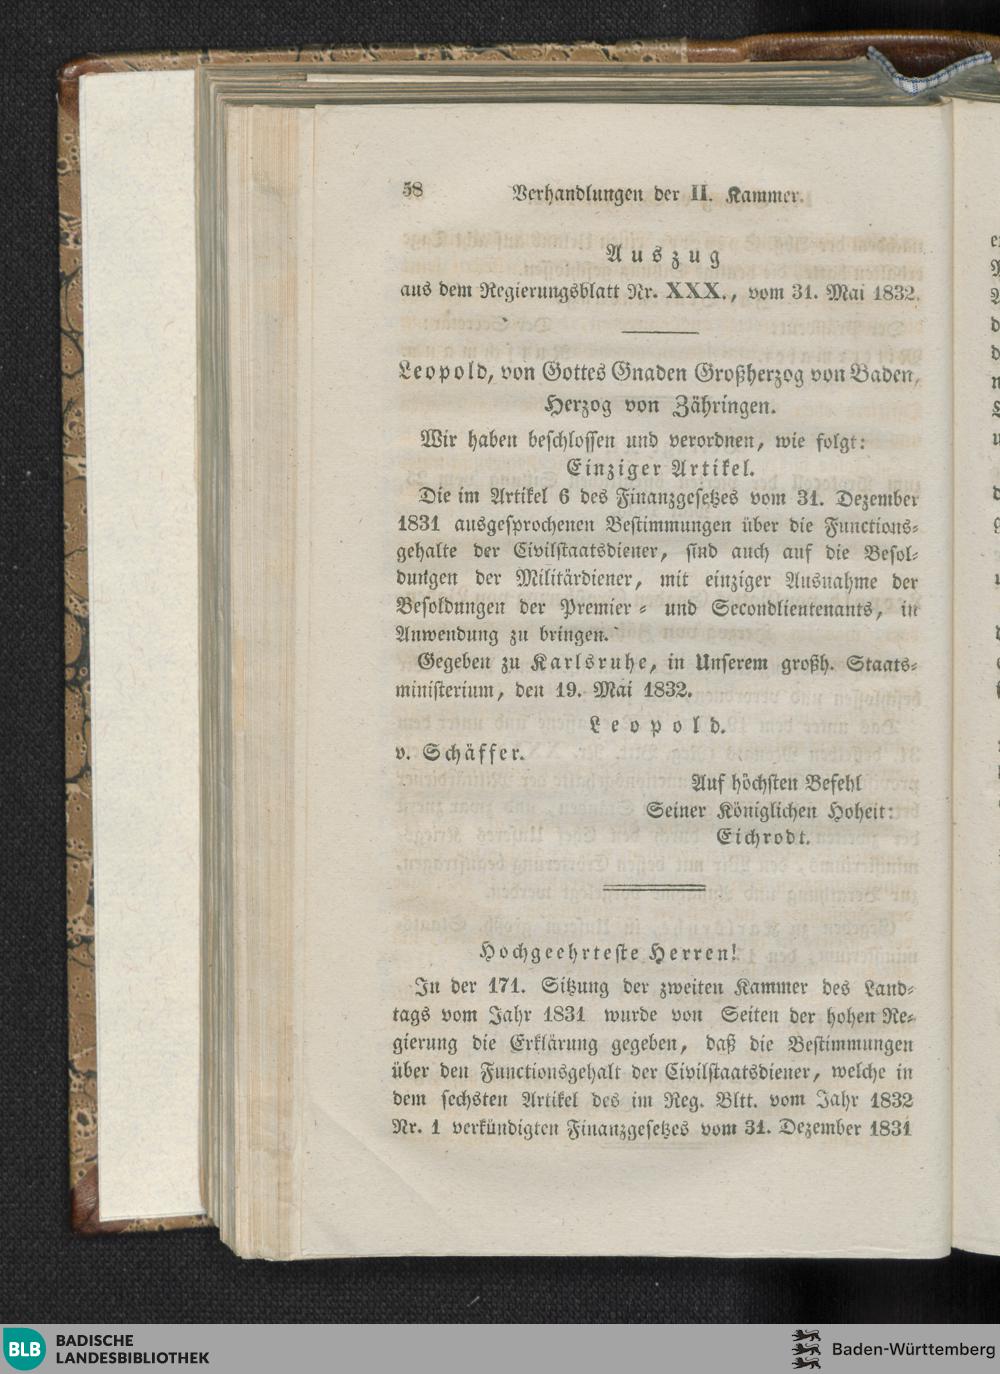 58 Verhandlungen der II. Kammer.
Auszug
aus dem Regierungsblatt Nr. XXX., vom 31. Mai 1832.
Leopold, von Gottes Gnaden Großherzog von Baden,
Herzog von Zähringen.
Wir haben beschlossen und verordnen, wie folgt:
Einziger Artikel.
Die im Artikel 6 des Finanzgesetzes vom 31. Dezember
1831 ausgesprochenen Bestimmungen über die Functions-
gehalte der Civilstaatsdiener, sind auch auf die Besol-
dungen der Militärdiener, mit einziger Ausnahme der
Besoldungen der Premier- und Secondlieutenants, in
Anwendung zu bringen.
Gegeben zu Karlsruhe, in Unserem großh. Staats-
ministerium, den 19. Mai 1832.
Leopold.
v. Schäffer.
Auf höchsten Befehl
Seiner Königlichen Hoheit:
Eichrodt.
Hochgeehrteste Herren!
In der 171. Sitzung der zweiten Kammer des Land-
tags vom Jahr 1831 wurde von Seiten der hohen Re-
gierung die Erklärung gegeben, daß die Bestimmungen
über den Functionsgehalt der Civilstaatsdiener, welche in
dem sechsten Artikel des im Reg. Bltt. vom Jahr 1832
Nr. 1 verkündigten Finanzgesetzes vom 31. Dezember 1831
BLB BADISCHE
LANDESBIBLIOTHEK
Baden-Württemberg